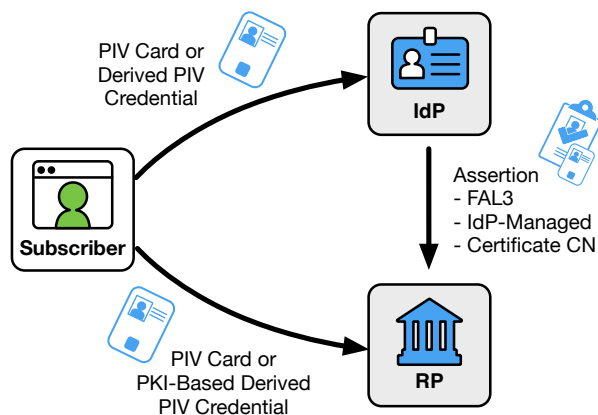 PIV Card or
Derived PIV
Credential
IdP
Assertion
- FAL3
- IdP-Managed
- Certificate CN
Subscriber
PIV Card or
PKI-Based Derived
PIV Credential
RP